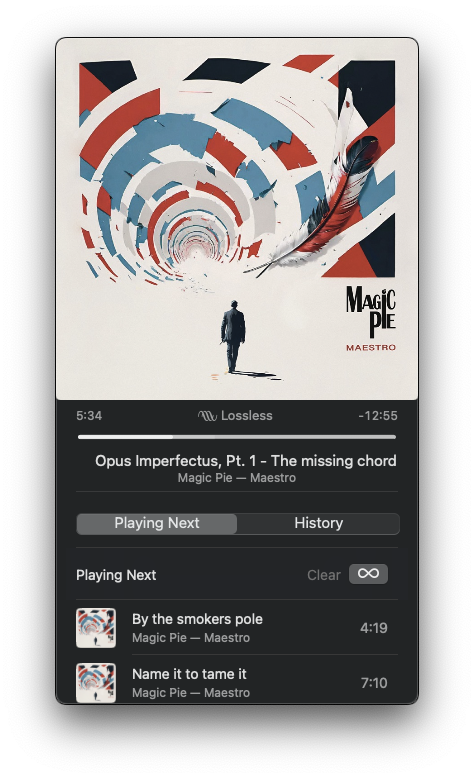 MAGIC
PIE
MAESTRO
5:34 Lossless -12:55
Opus Imperfectus, Pt. 1 - The missing chord
Magic Pie — Maestro
Playing Next History
Playing Next Clear
By the smokers pole 4:19
Magic Pie — Maestro
Name it to tame it 7:10
Magic Pie — Maestro